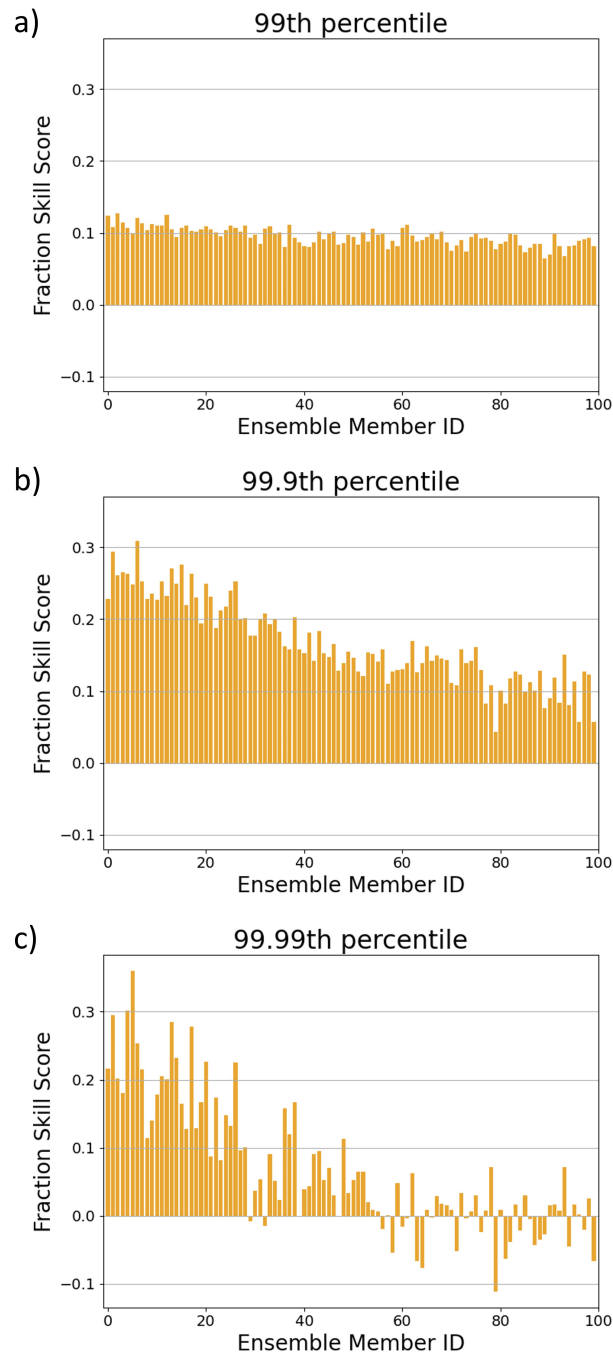 a)
99th percentile
Fraction Skill Score
0.3
0.2
0.1
0.0
−0.1
0 20 40 60 80 100
Ensemble Member ID
b)
99.9th percentile
Fraction Skill Score
0.3
0.2
0.1
0.0
−0.1
0 20 40 60 80 100
Ensemble Member ID
c)
99.99th percentile
Fraction Skill Score
0.3
0.2
0.1
0.0
−0.1
0 20 40 60 80 100
Ensemble Member ID